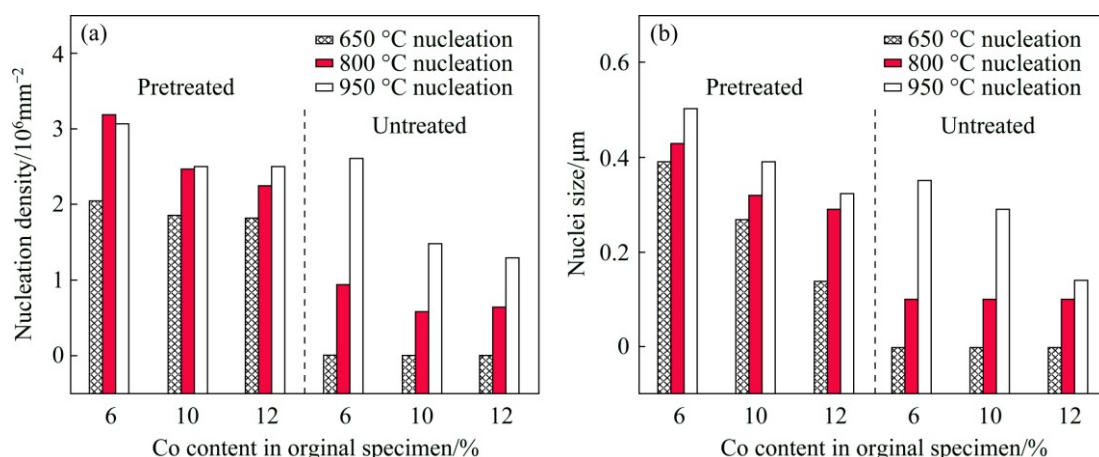 (a)
650 °C nucleation
800 °C nucleation
950 °C nucleation
Pretreated
Untreated
4
3
2
1
0
Nucleation density/10⁶mm⁻²
6 10 12 6 10 12
Co content in orginal specimen/%
(b)
650 °C nucleation
800 °C nucleation
950 °C nucleation
Pretreated
Untreated
0.6
0.4
0.2
0
Nuclei size/μm
6 10 12 6 10 12
Co content in orginal specimen/%